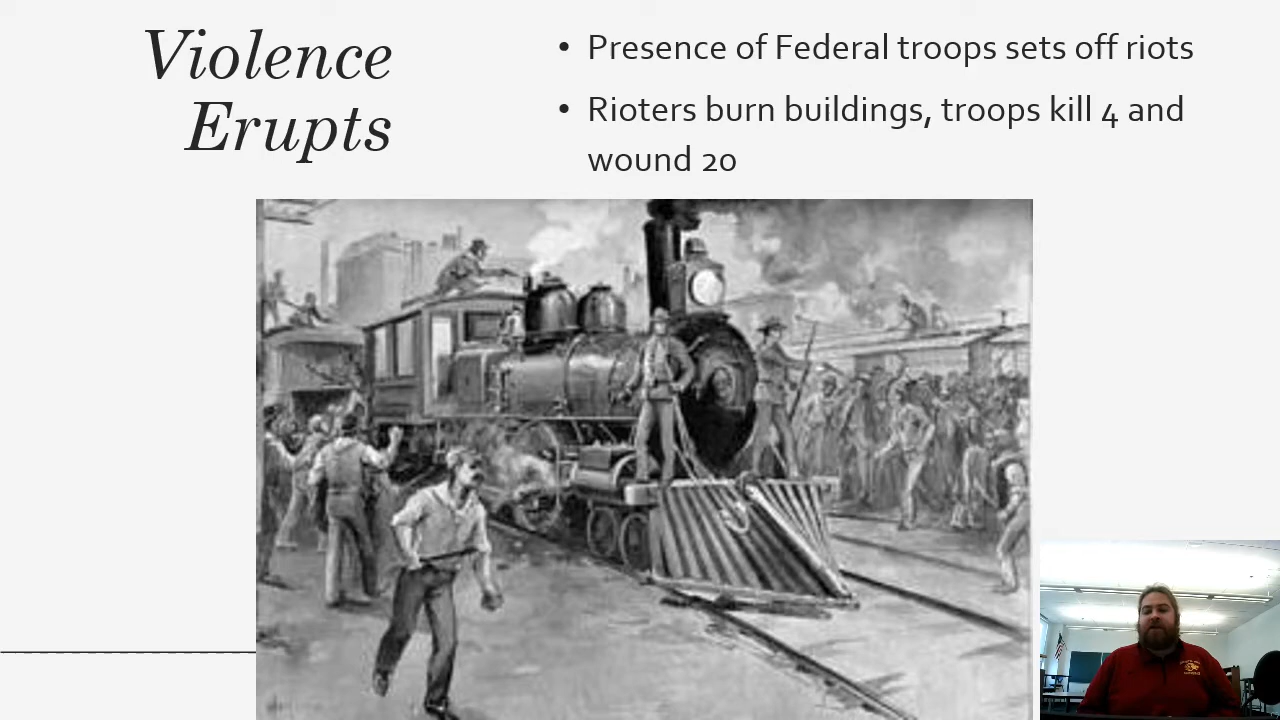 Violence
Erupts
• Presence of Federal troops sets off riots
• Rioters burn buildings, troops kill 4 and
wound 20